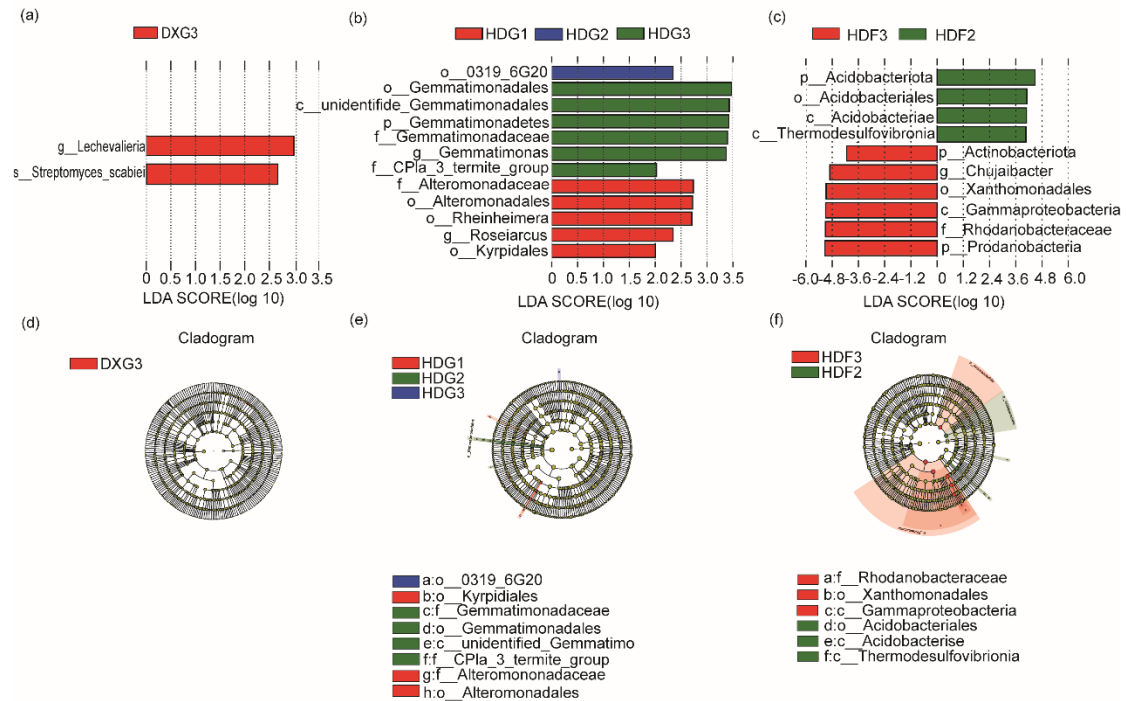 (a)
DXG3
g__Lechevalieria
s__Streptomyces_scabiei
0 0.5 1.0 1.5 2.0 2.5 3.0 3.5
LDA SCORE(log 10)
(b)
HDG1 HDG2 HDG3
o__0319_6G20
o__Gemmatimonadales
c__unidentifide_Gemmatimonadales
p__Gemmatimonadetes
f__Gemmatimonadaceae
g__Gemmatimonas
f__CPla_3_termite_group
f__Alteromonadaceae
o__Alteromonadales
o__Rheinheimera
g__Roseiarcus
o__Kyrpidales
0 0.5 1.0 1.5 2.0 2.5 3.0 3.5
LDA SCORE(log 10)
(c)
HDF3 HDF2
p__Acidobacteriota
o__Acidobacteriales
c__Acidobacteriae
c__Thermodesulfovibronia
p__Actinobacteriota
g__Chujaibacter
o__Xanthomonadales
c__Gammaproteobacteria
f__Rhodanobacteraceae
p__Prodanobacteria
-6.0 -4.8 -3.6 -2.4 -1.2 0 1.2 2.4 3.6 4.8 6.0
LDA SCORE(log 10)
(d)
Cladogram
DXG3
(e)
Cladogram
HDG1
HDG2
HDG3
a:o__0319_6G20
b:o__Kyrpidiales
c:f__Gemmatimonadaceae
d:o__Gemmatimonadales
e:c__unidentified_Gemmatimo
f:f__CPla_3_termite_group
g:f__Alteromononadaceae
h:o__Alteromonadales
(f)
Cladogram
HDF3
HDF2
a:f__Rhodanobacteraceae
b:o__Xanthomonadales
c:c__Gammaproteobacteria
d:o__Acidobacteriales
e:c__Acidobacterise
f:c__Thermodesulfovibrionia